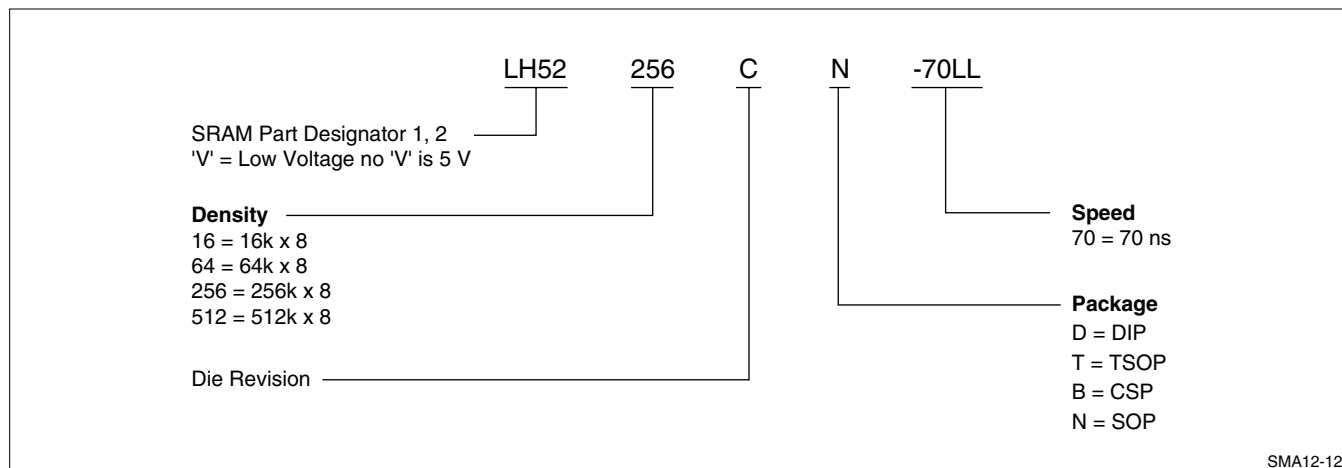 LH52 256 C N -70LL
SRAM Part Designator 1, 2
'V' = Low Voltage no 'V' is 5 V
Density
16 = 16k x 8
64 = 64k x 8
256 = 256k x 8
512 = 512k x 8
Die Revision
Speed
70 = 70 ns
Package
D = DIP
T = TSOP
B = CSP
N = SOP
SMA12-12